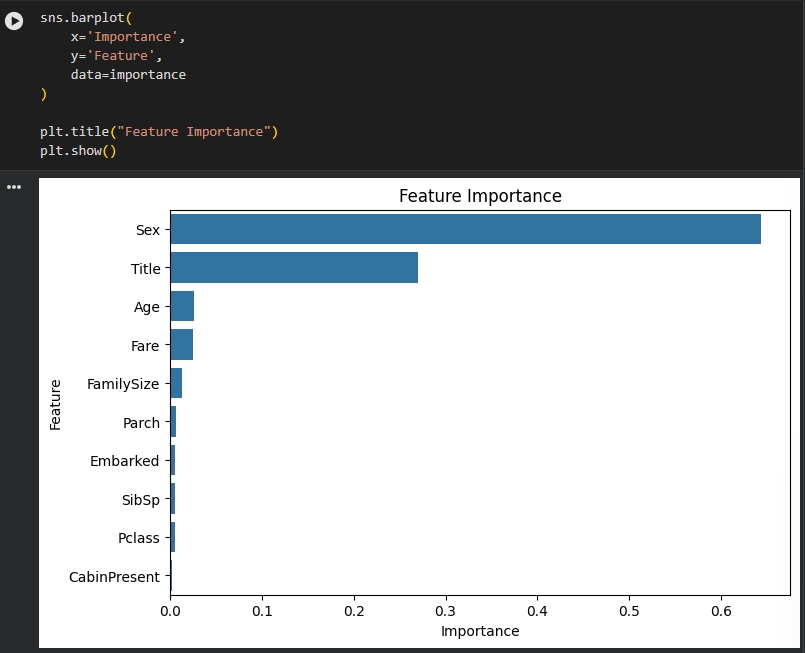 sns.barplot(
    x='Importance',
    y='Feature',
    data=importance
)
plt.title("Feature Importance")
plt.show()
Feature Importance
Sex
Title
Age
Fare
FamilySize
Parch
Embarked
SibSp
Pclass
CabinPresent
Feature
0.0 0.1 0.2 0.3 0.4 0.5 0.6
Importance